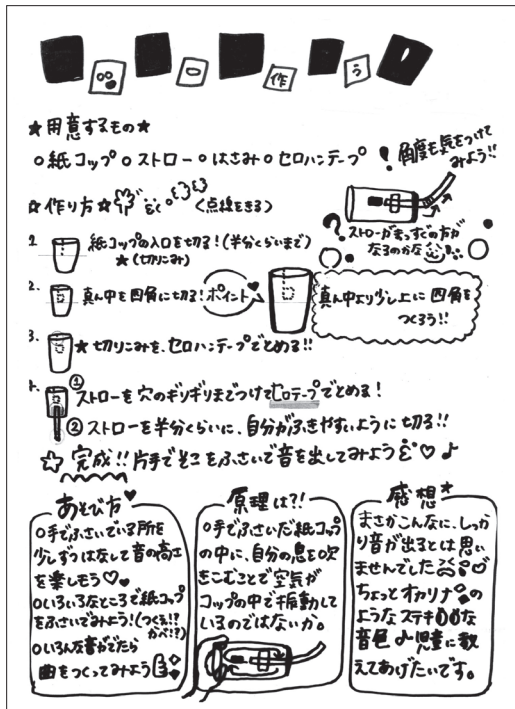 作
う
★用意するもの★
○紙コップ○ストロー○はさみ○セロハンテープ
！角度も気をつけて
みよう!!
☆作り方☆
〈点線をきる〉
？ストローがまっすぐの方が
なるのかな
1. 紙コップの入口を切る！(半分くらいまで)
★(切りこみ)
2. 真ん中を四角に切る！
ポイント
真ん中より少し上に四角を
つくろう!!
3. ★切りこみを、セロハンテープでとめる!!
4. ①ストローを穴のギリギリまでつけてセロテープでとめる！
②ストローを半分くらいに、自分がふきやすいように切る!!
☆完成!!片手でそこをふさいで音を出してみよう♡♪
あそび方♥
○手でふさいでいる所を
少しずつはなして音の高さ
を楽しもう♡♥
○いろいろなところで紙コップ
をふさいでみよう！(つくえ!?
かべ!?)
○いろんな音がでたら
曲をつくってみよう
原理は?!
○手でふさいだ紙コップ
の中に、自分の息を吹
きこむことで空気が
コップの中で振動して
いるのではないか。
感想★
まさかこんなに、しっか
り音が出るとは思い
ませんでした
ちょっとオカリナの
ようなステキな
音色♪児童に教
えてあげたいです。